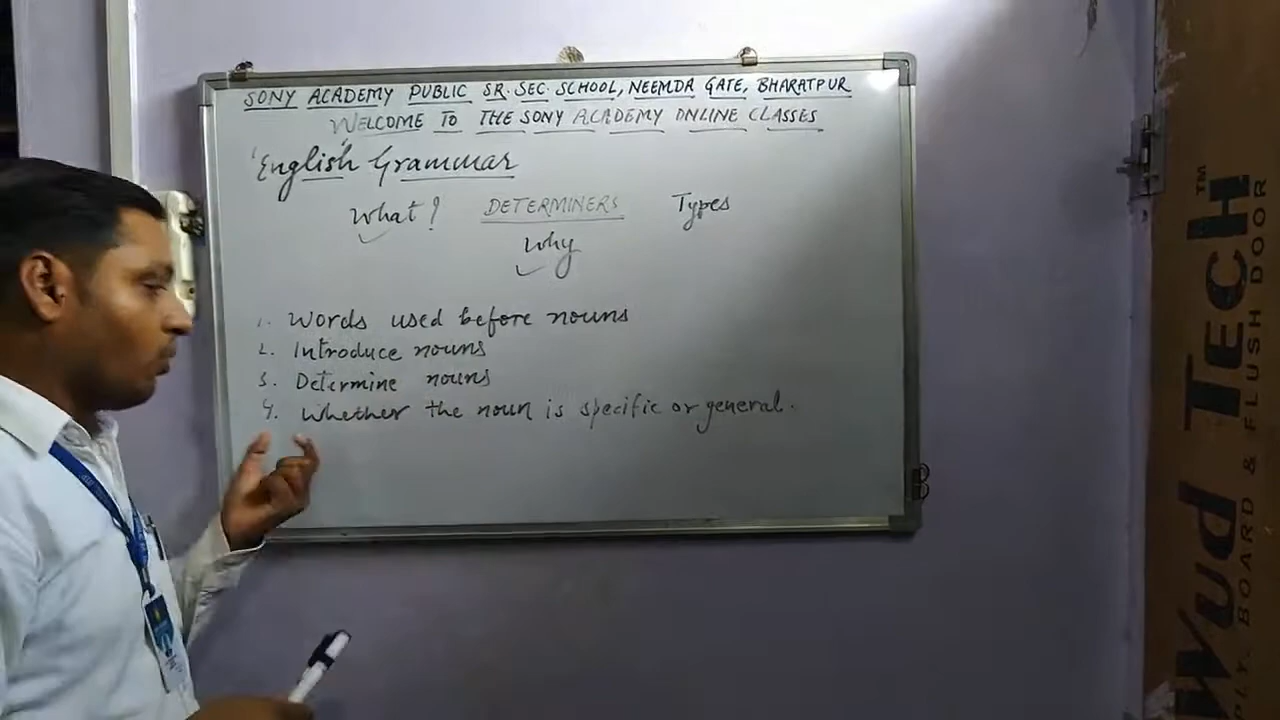 SONY ACADEMY PUBLIC SR. SEC. SCHOOL, NEEMDA GATE, BHARATPUR
WELCOME TO THE SONY ACADEMY ONLINE CLASSES
'English' Grammar
What? DETERMINERS Types
Why
1. Words used before nouns
2. Introduce nouns
3. Determine nouns
4. Whether the noun is specific or general.
Wud Tech™
PLY, BOARD & FLUSH DOOR